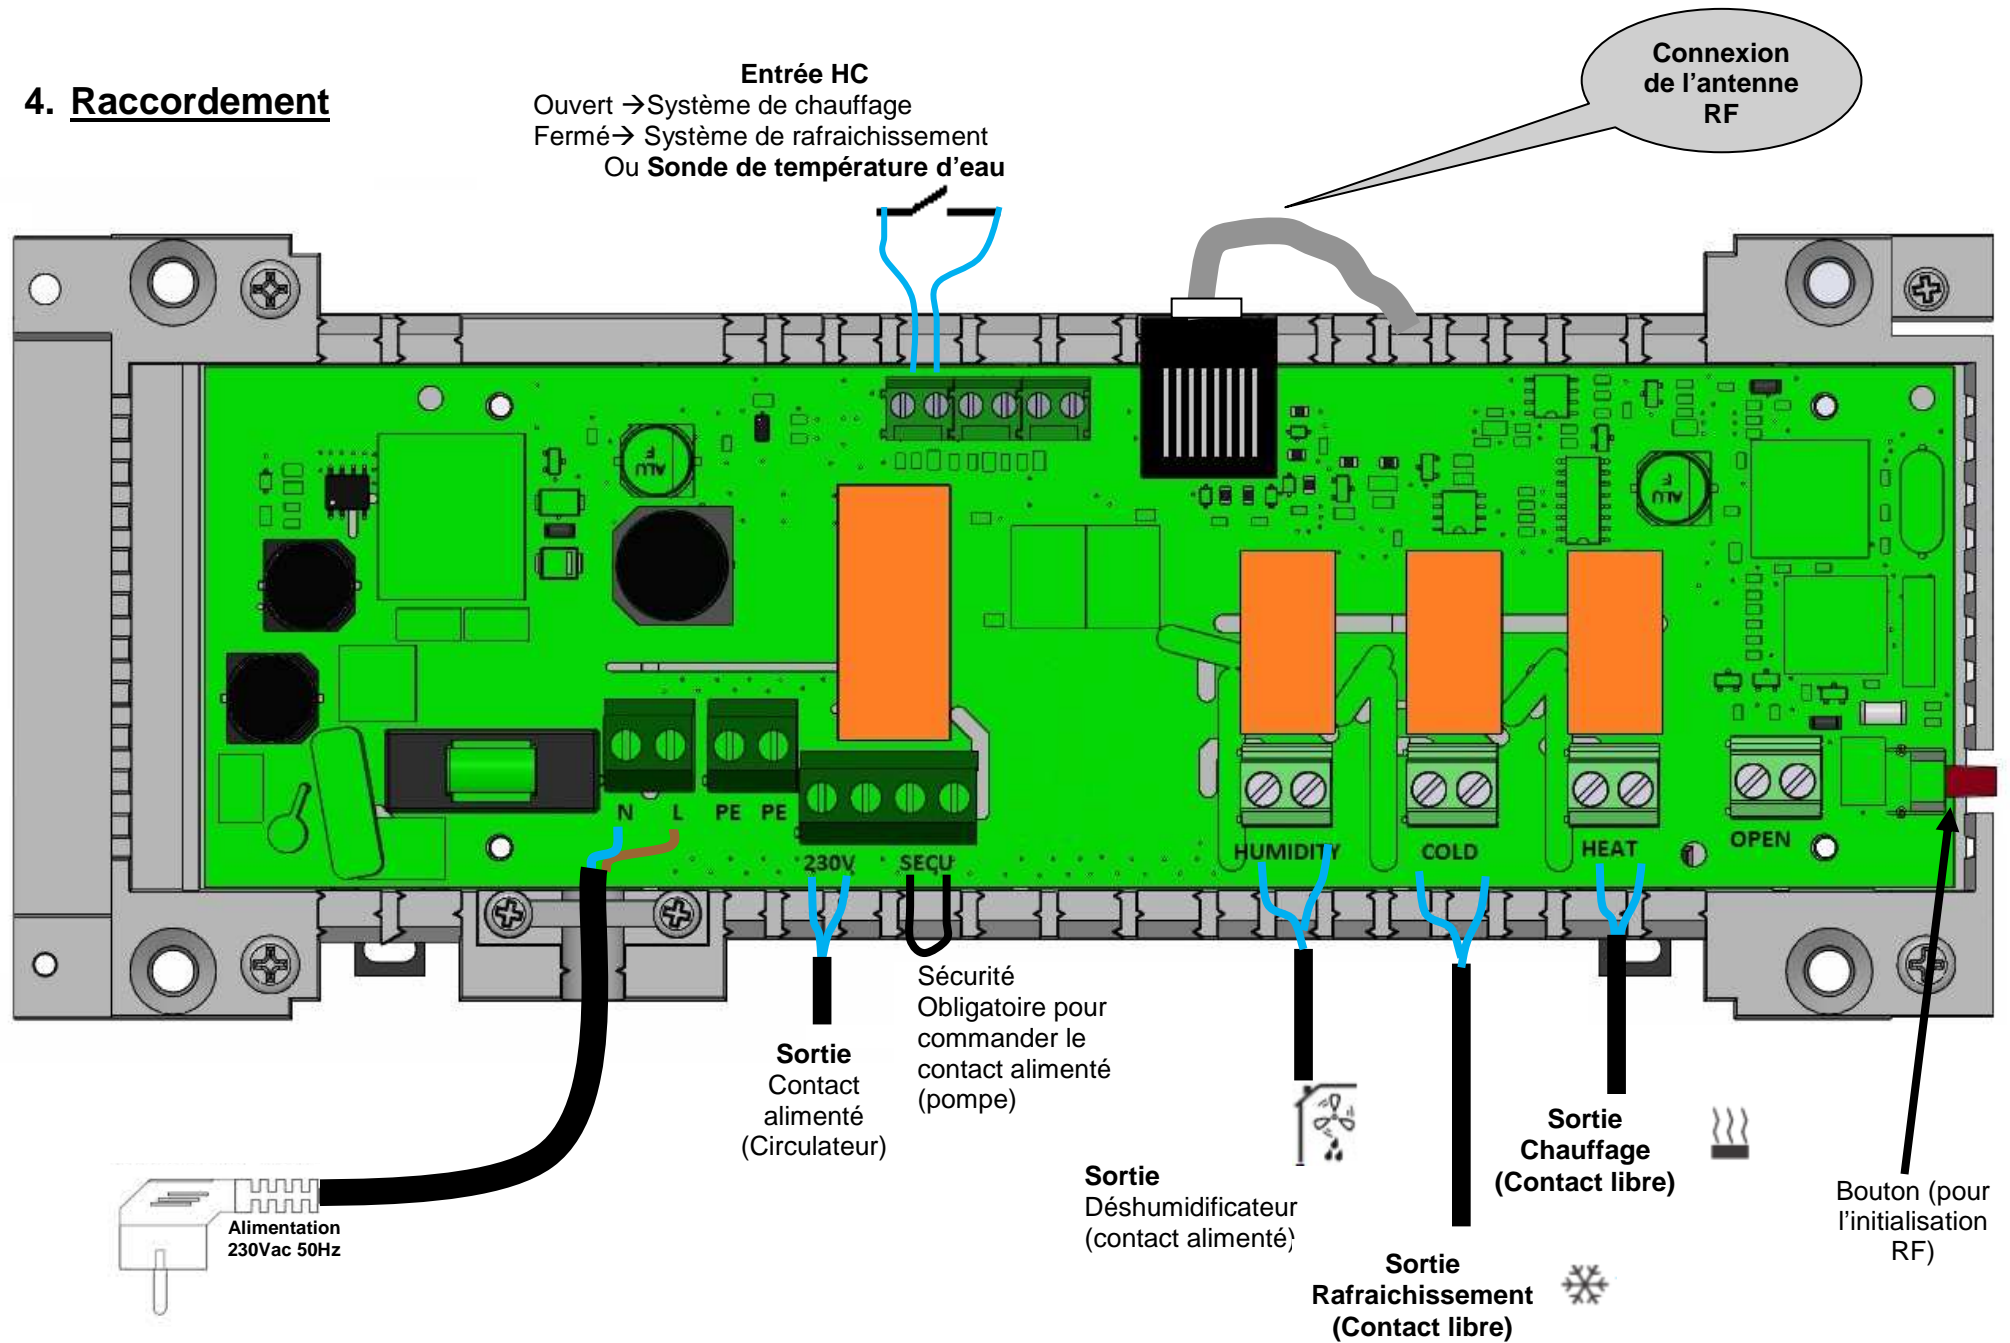 4. Raccordement
Entrée HC
Ouvert →Système de chauffage
Fermé→ Système de rafraichissement
Ou Sonde de température d'eau
Connexion
de l'antenne
RF
ALU
F
ALU
F
N
L
PE
PE
230V
SECU
HUMIDITY
COLD
HEAT
OPEN
Sécurité
Obligatoire pour
commander le
contact alimenté
(pompe)
Sortie
Contact
alimenté
(Circulateur)
Alimentation
230Vac 50Hz
Sortie
Déshumidificateur
(contact alimenté)
Sortie
Rafraichissement
(Contact libre)
Sortie
Chauffage
(Contact libre)
Bouton (pour
l'initialisation
RF)